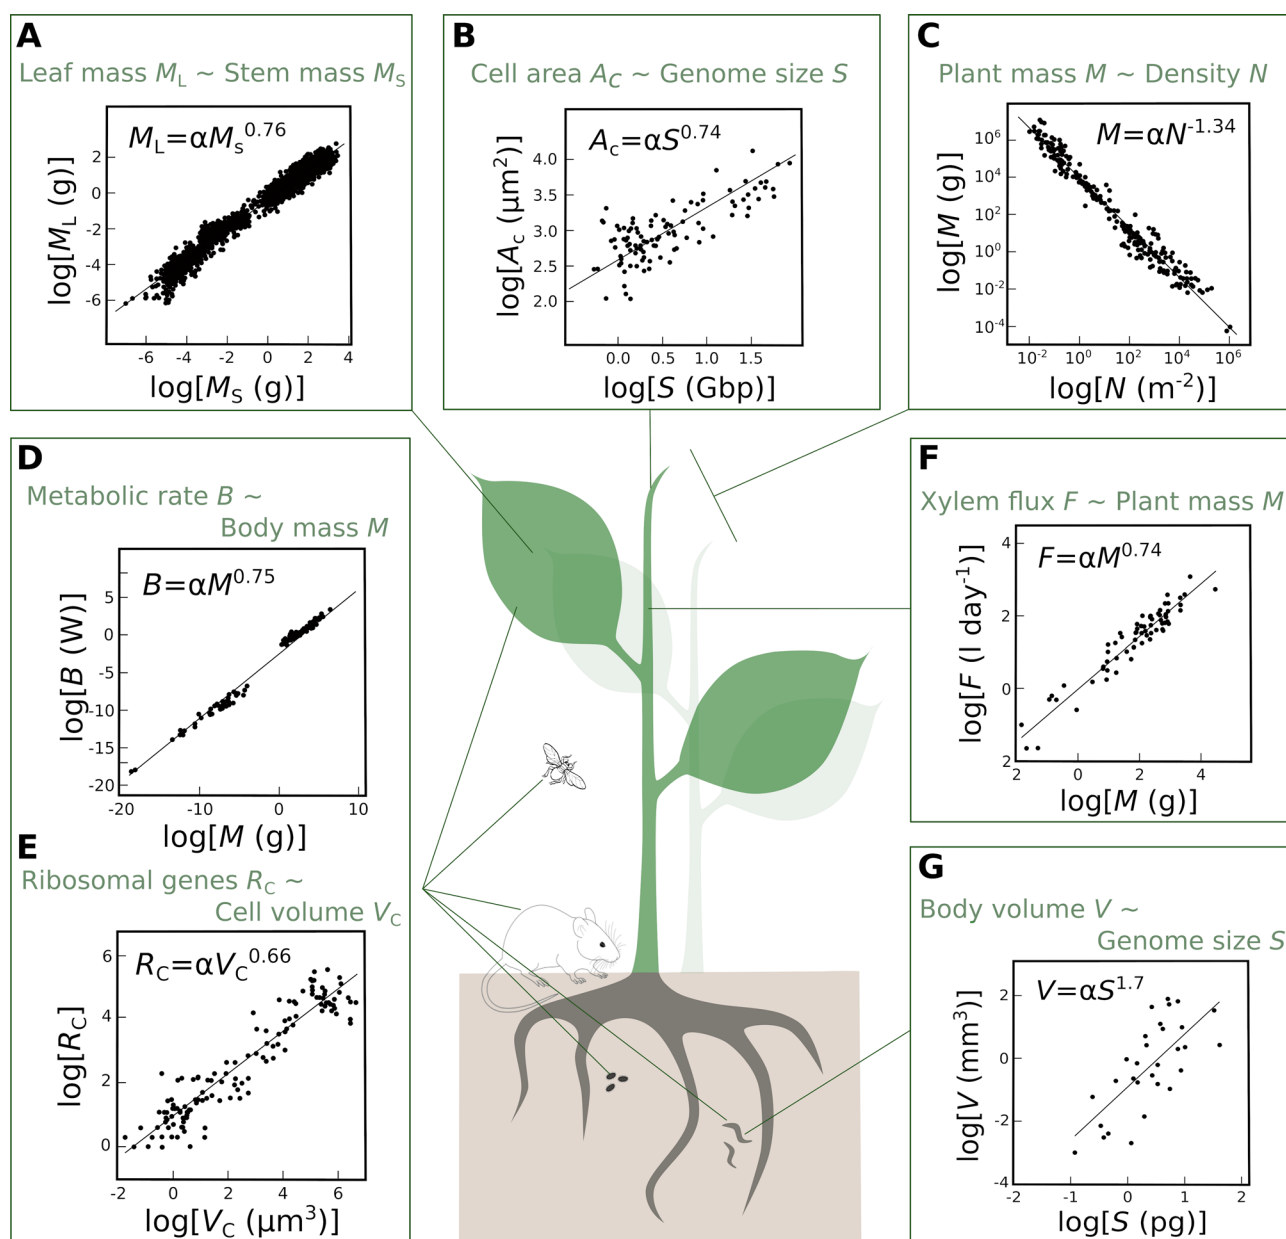 A
Leaf mass M_L ~ Stem mass M_S
M_L=αM_s^0.76
log[M_L (g)]
2
0
-2
-4
-6
-6 -4 -2 0 2 4
log[M_S (g)]
B
Cell area A_C ~ Genome size S
A_c=αS^0.74
log[A_c (μm^2)]
4.0
3.5
3.0
2.5
2.0
0.0 0.5 1.0 1.5
log[S (Gbp)]
C
Plant mass M ~ Density N
M=αN^-1.34
log[M (g)]
10^6
10^4
10^2
10^0
10^-2
10^-4
10^-2 10^0 10^2 10^4 10^6
log[N (m^-2)]
D
Metabolic rate B ~
Body mass M
B=αM^0.75
log[B (W)]
5
0
-5
-10
-15
-20
-20 -10 0 10
log[M (g)]
E
Ribosomal genes R_C ~
Cell volume V_C
R_C=αV_C^0.66
log[R_C]
6
4
2
0
-2 0 2 4 6
log[V_C (μm^3)]
F
Xylem flux F ~ Plant mass M
F=αM^0.74
log[F (l day^-1)]
4
2
0
2
2 0 2 4
log[M (g)]
G
Body volume V ~
Genome size S
V=αS^1.7
log[V (mm^3)]
2
0
-2
-4
-2 -1 0 1 2
log[S (pg)]